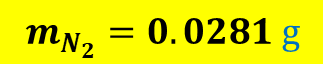 m_{N_2} = 0.0281 g